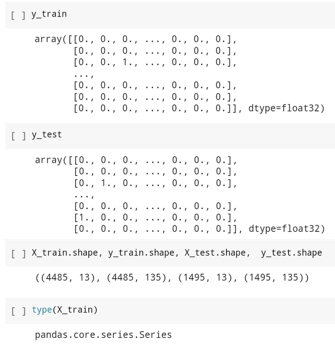 [ ] y_train
array([[0., 0., 0., ..., 0., 0., 0.],
[0., 0., 0., ..., 0., 0., 0.],
[0., 0., 1., ..., 0., 0., 0.],
...,
[0., 0., 0., ..., 0., 0., 0.],
[0., 0., 0., ..., 0., 0., 0.],
[0., 0., 0., ..., 0., 0., 0.]], dtype=float32)
[ ] y_test
array([[0., 0., 0., ..., 0., 0., 0.],
[0., 0., 0., ..., 0., 0., 0.],
[0., 1., 0., ..., 0., 0., 0.],
...,
[0., 0., 0., ..., 0., 0., 0.],
[1., 0., 0., ..., 0., 0., 0.],
[0., 0., 0., ..., 0., 0., 0.]], dtype=float32)
[ ] X_train.shape, y_train.shape, X_test.shape, y_test.shape
((4485, 13), (4485, 135), (1495, 13), (1495, 135))
[ ] type(X_train)
pandas.core.series.Series